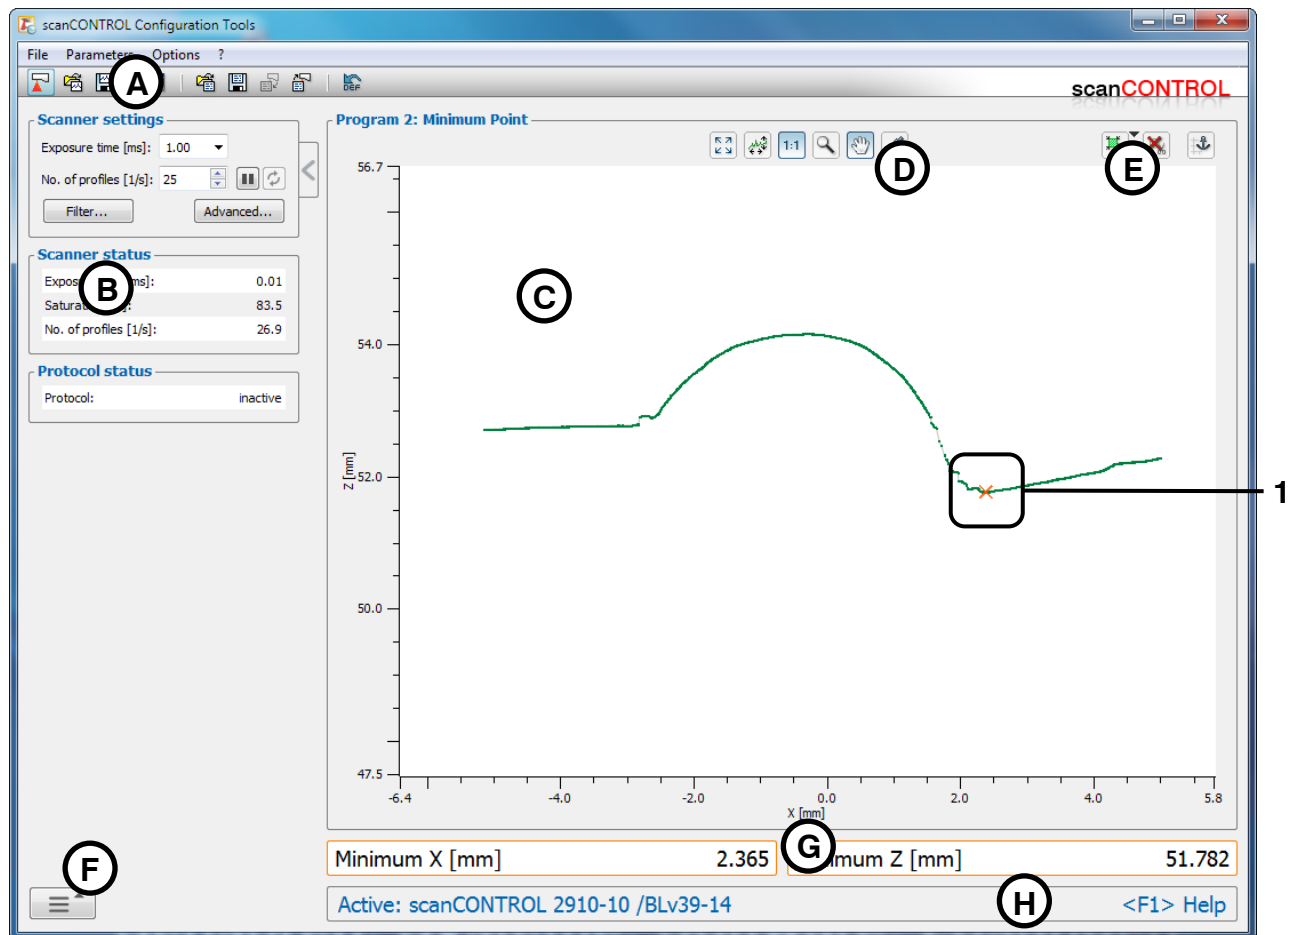 scanCONTROL Configuration Tools
File Parameters Options ?
A
DEF
scanCONTROL
Scanner settings
Exposure time [ms]: 1.00
No. of profiles [1/s]: 25
Filter... Advanced...
Scanner status
0.01
B
83.5
No. of profiles [1/s]: 26.9
Protocol status
Protocol: inactive
Program 2: Minimum Point
1:1
D
E
C
1
56.7
54.0
52.0
50.0
47.5
Z [mm]
-6.4 -4.0 -2.0 0.0 2.0 4.0 5.8
X [mm]
F
G
Minimum X [mm] 2.365
Z [mm] 51.782
Active: scanCONTROL 2910-10 /BLv39-14
H
<F1> Help